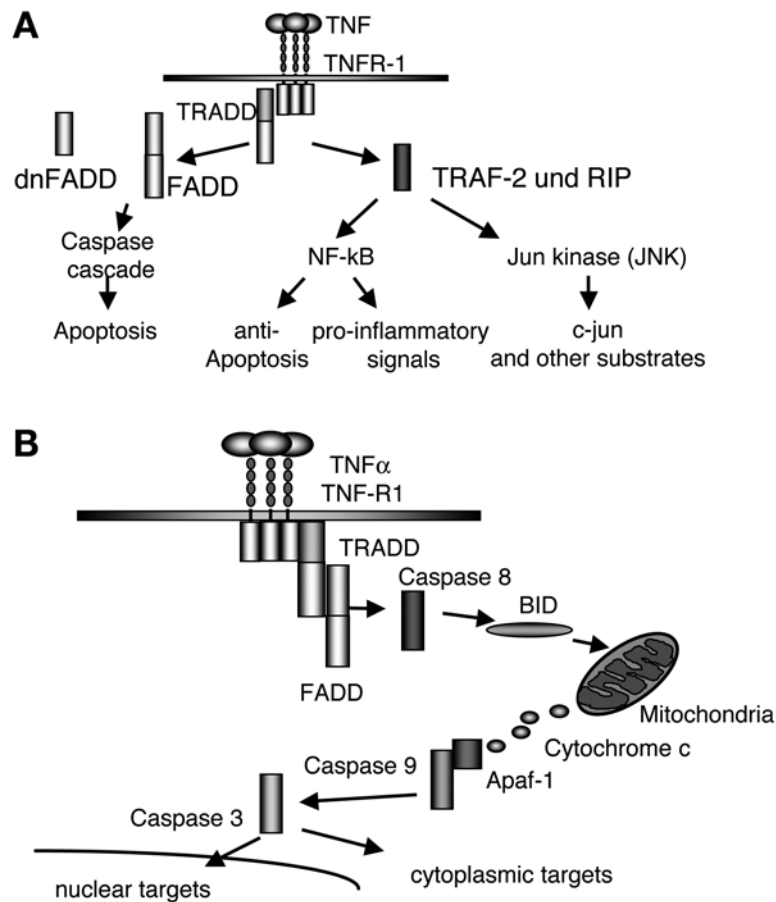 A
TNF
TNFR-1
TRADD
dnFADD
FADD
TRAF-2 und RIP
Caspase
cascade
NF-kB
Jun kinase (JNK)
Apoptosis
anti-
Apoptosis
pro-inflammatory
signals
c-jun
and other substrates
B
TNFα
TNF-R1
TRADD
Caspase 8
BID
FADD
Mitochondria
Cytochrome c
Caspase 9
Apaf-1
Caspase 3
cytoplasmic targets
nuclear targets